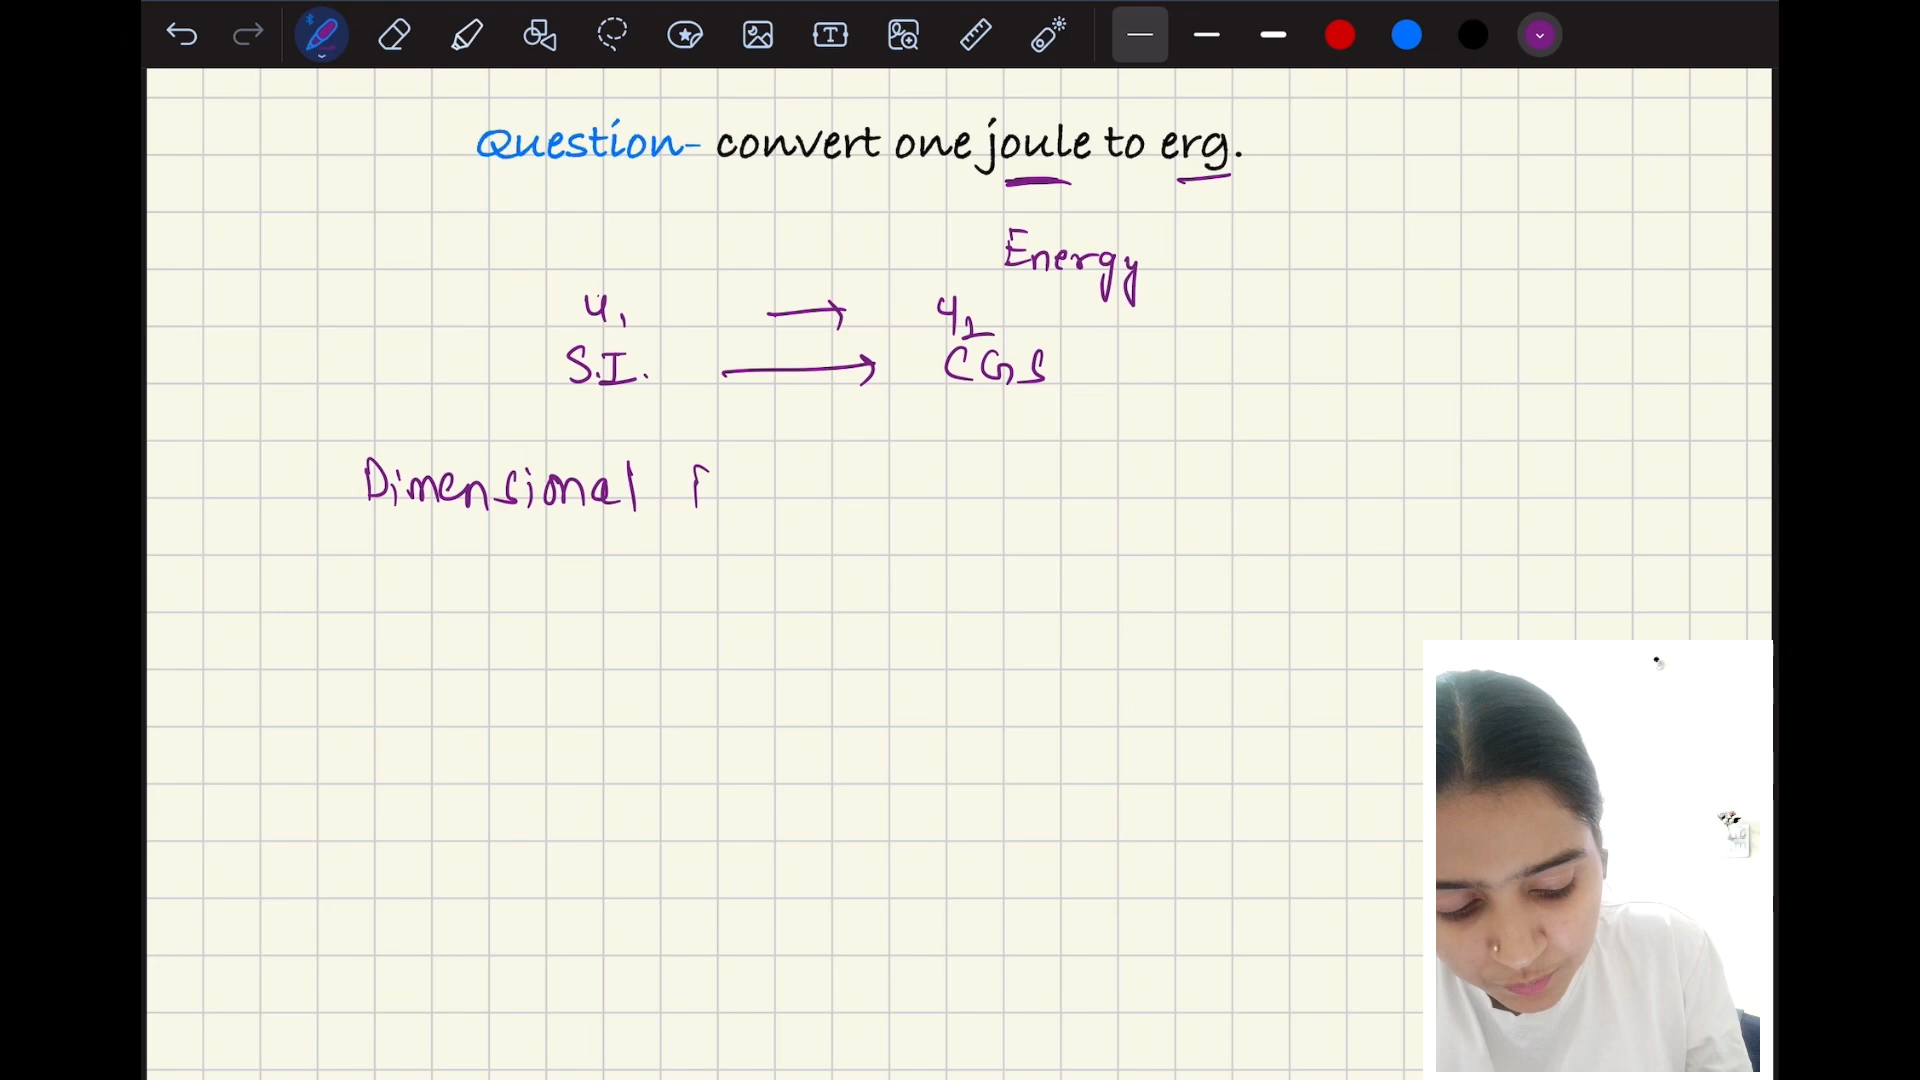 Question- convert one joule to erg.
Energy
u1 → u2
S.I. → CGS
Dimensional